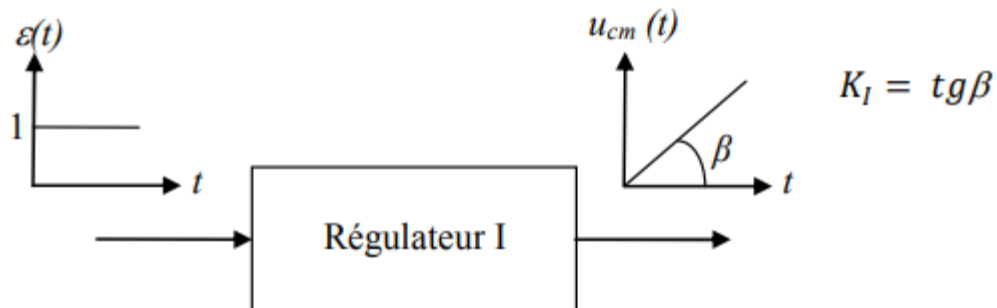 ε(t)
1
t
Régulateur I
u_cm (t)
β
t
K_I = tgβ